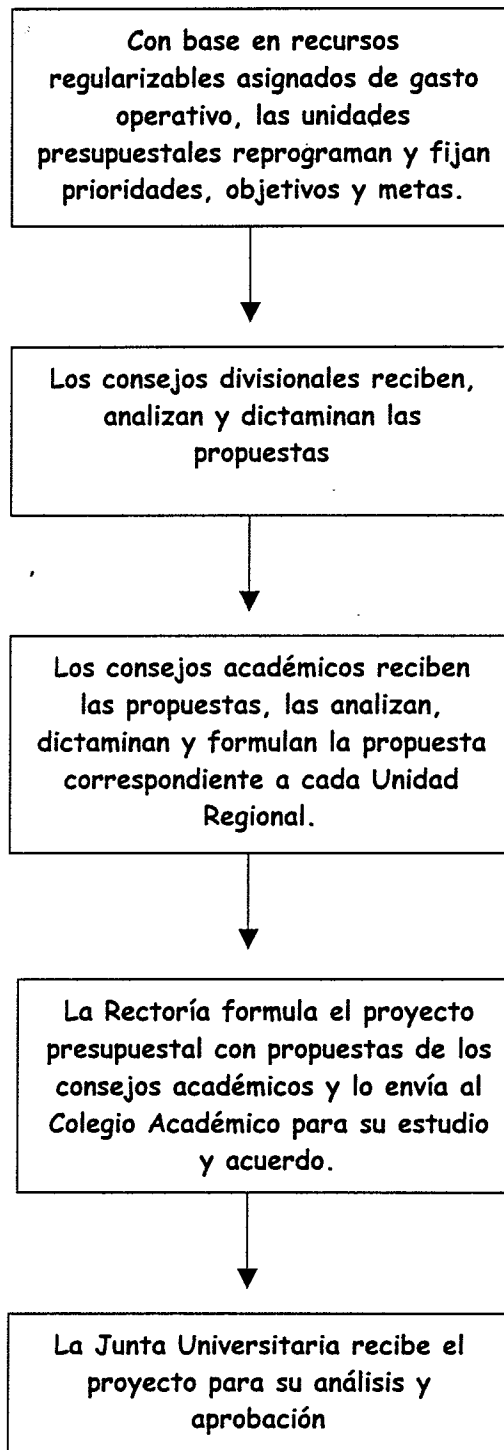 Con base en recursos
regularizables asignados de gasto
operativo, las unidades
presupuestales reprograman y fijan
prioridades, objetivos y metas.
Los consejos divisionales reciben,
analizan y dictaminan las
propuestas
Los consejos académicos reciben
las propuestas, las analizan,
dictaminan y formulan la propuesta
correspondiente a cada Unidad
Regional.
La Rectoría formula el proyecto
presupuestal con propuestas de los
consejos académicos y lo envía al
Colegio Académico para su estudio
y acuerdo.
La Junta Universitaria recibe el
proyecto para su análisis y
aprobación